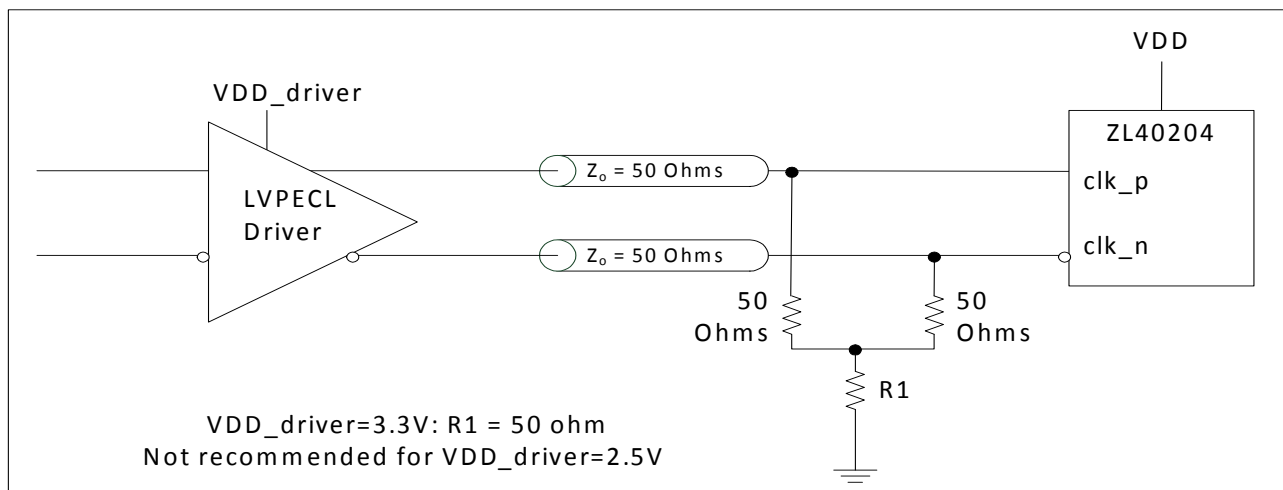 VDD
VDD_driver
ZL40204
Zo = 50 Ohms
clk_p
LVPECL
Driver
Zo = 50 Ohms
clk_n
50
Ohms
50
Ohms
R1
VDD_driver=3.3V: R1 = 50 ohm
Not recommended for VDD_driver=2.5V